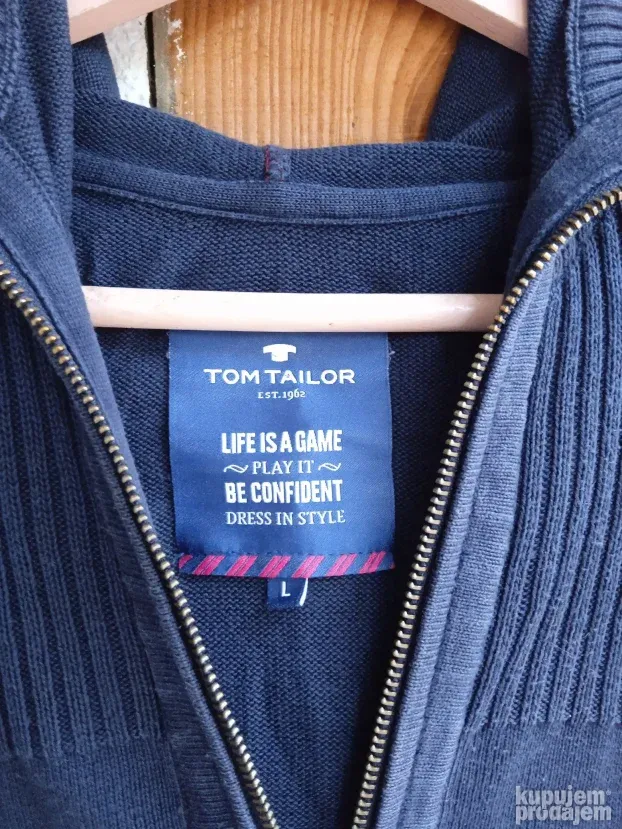 TOM TAILOR
EST. 1962
LIFE IS A GAME
~ PLAY IT ~
BE CONFIDENT
DRESS IN STYLE
L
kupujem
prodajem